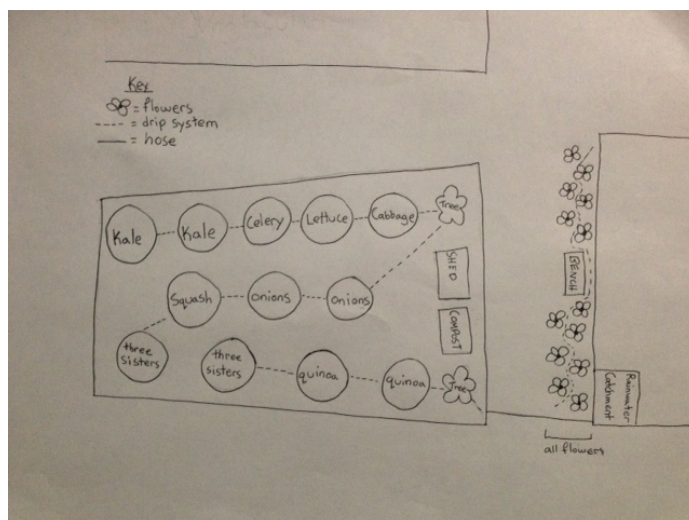 Key
= flowers
= drip system
= hose
Kale
Kale
Celery
Lettuce
Cabbage
Tree
SHED
BENCH
Squash
onions
onions
COMPOST
three
sisters
three
sisters
quinoa
quinoa
Tree
Rainwater
Catchment
all flowers